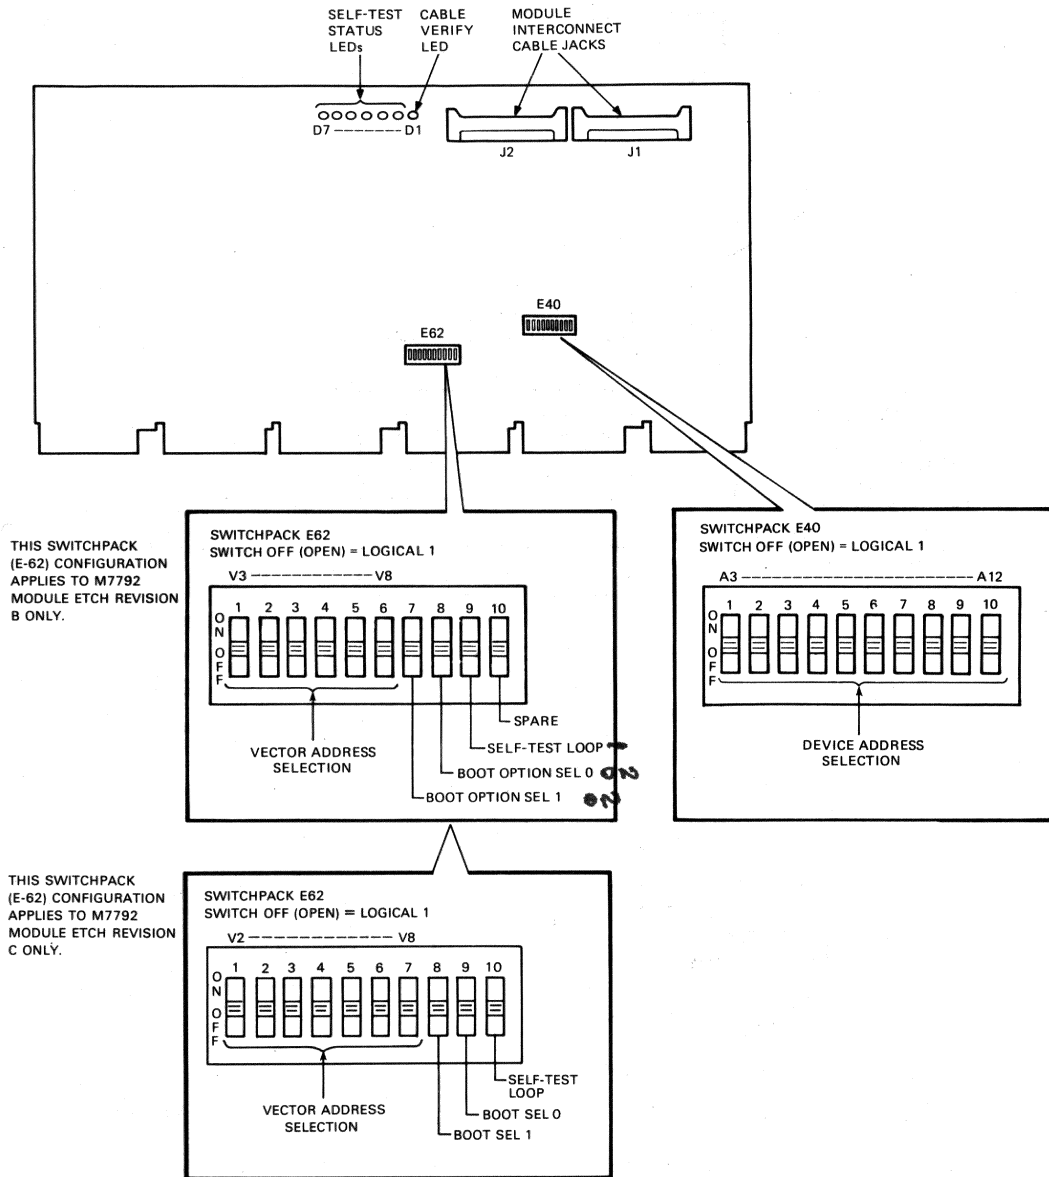 SELF-TEST
STATUS
LEDs
CABLE
VERIFY
LED
MODULE
INTERCONNECT
CABLE JACKS
D7 ------- D1
J2
J1
E40
E62
THIS SWITCHPACK
(E-62) CONFIGURATION
APPLIES TO M7792
MODULE ETCH REVISION
B ONLY.
SWITCHPACK E62
SWITCH OFF (OPEN) = LOGICAL 1
V3 ------------ V8
1 2 3 4 5 6 7 8 9 10
ON OFF
VECTOR ADDRESS
SELECTION
SPARE
SELF-TEST LOOP
BOOT OPTION SEL 0
BOOT OPTION SEL 1
SWITCHPACK E40
SWITCH OFF (OPEN) = LOGICAL 1
A3 ------------------------ A12
1 2 3 4 5 6 7 8 9 10
ON OFF
DEVICE ADDRESS
SELECTION
THIS SWITCHPACK
(E-62) CONFIGURATION
APPLIES TO M7792
MODULE ETCH REVISION
C ONLY.
SWITCHPACK E62
SWITCH OFF (OPEN) = LOGICAL 1
V2 -------------- V8
1 2 3 4 5 6 7 8 9 10
ON OFF
VECTOR ADDRESS
SELECTION
SELF-TEST
LOOP
BOOT SEL 0
BOOT SEL 1